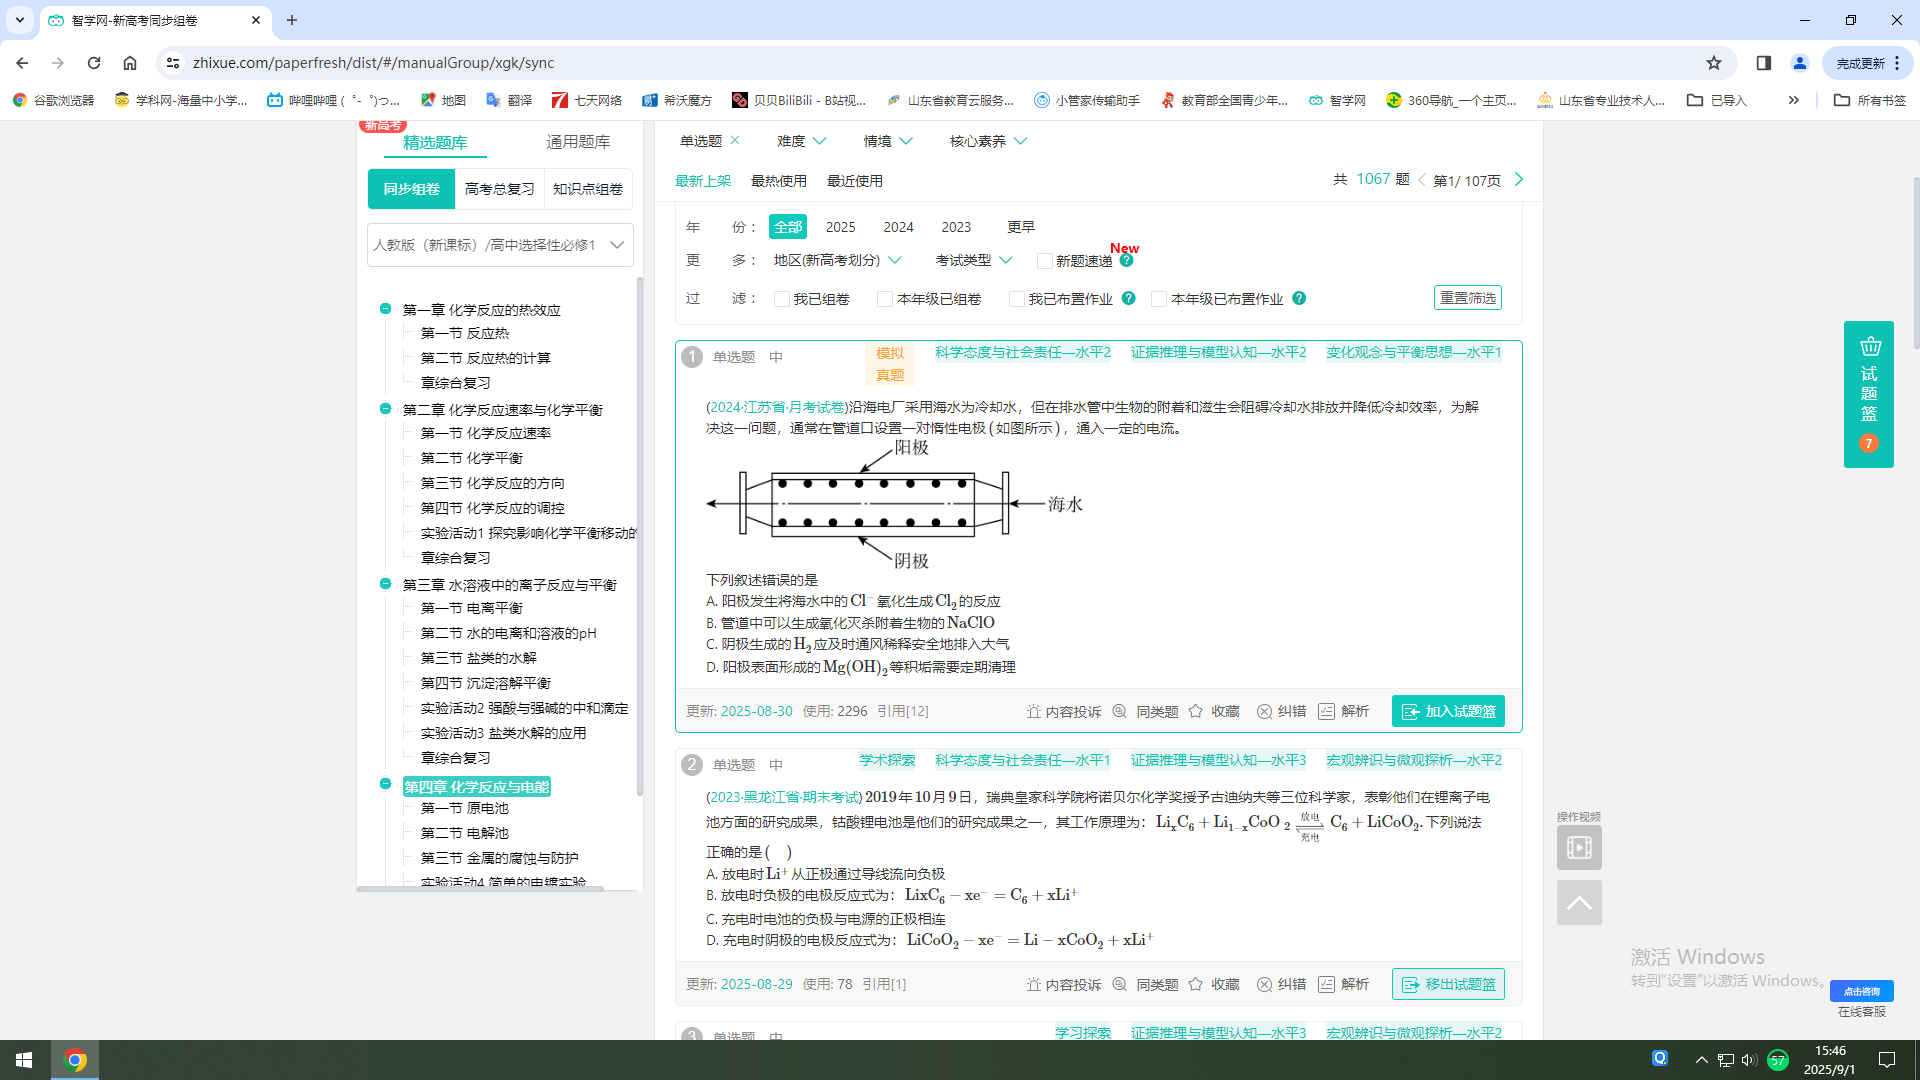 智学网-新高考同步组卷
zhixue.com/paperfresh/dist/#/manualGroup/xgk/sync
完成更新
谷歌浏览器
学科网-海量中小学...
哔哩哔哩 ( ゜- ゜)つ...
地图
翻译
七天网络
希沃魔方
贝贝BiliBili - B站视...
山东省教育云服务...
小管家传输助手
教育部全国青少年...
智学网
360导航_一个主页...
山东省专业技术人...
已导入
所有书签
新高考
精选题库 通用题库
同步组卷 高考总复习 知识点组卷
人教版（新课标）/高中选择性必修1
第一章 化学反应的热效应
第一节 反应热
第二节 反应热的计算
章综合复习
第二章 化学反应速率与化学平衡
第一节 化学反应速率
第二节 化学平衡
第三节 化学反应的方向
第四节 化学反应的调控
实验活动1 探究影响化学平衡移动的
章综合复习
第三章 水溶液中的离子反应与平衡
第一节 电离平衡
第二节 水的电离和溶液的pH
第三节 盐类的水解
第四节 沉淀溶解平衡
实验活动2 强酸与强碱的中和滴定
实验活动3 盐类水解的应用
章综合复习
第四章 化学反应与电能
第一节 原电池
第二节 电解池
第三节 金属的腐蚀与防护
实验活动4 简单的电镀实验
单选题 难度 情境 核心素养
最新上架 最热使用 最近使用
共 1067 题 第1/ 107页
年 份： 全部 2025 2024 2023 更早
更 多： 地区(新高考划分) 考试类型 新题速递 New
过 滤： 我已组卷 本年级已组卷 我已布置作业 本年级已布置作业 重置筛选
1 单选题 中 模拟真题 科学态度与社会责任—水平2 证据推理与模型认知—水平2 变化观念与平衡思想—水平1
(2024·江苏省·月考试卷)沿海电厂采用海水为冷却水，但在排水管中生物的附着和滋生会阻碍冷却水排放并降低冷却效率，为解
决这一问题，通常在管道口设置一对惰性电极(如图所示)，通入一定的电流。
阳极
海水
阴极
下列叙述错误的是
A. 阳极发生将海水中的Cl⁻氧化生成Cl₂的反应
B. 管道中可以生成氧化灭杀附着生物的NaClO
C. 阴极生成的H₂应及时通风稀释安全地排入大气
D. 阳极表面形成的Mg(OH)₂等积垢需要定期清理
更新: 2025-08-30 使用: 2296 引用[12] 内容投诉 同类题 收藏 纠错 解析 加入试题篮
2 单选题 中 学术探索 科学态度与社会责任—水平1 证据推理与模型认知—水平3 宏观辨识与微观探析—水平2
(2023·黑龙江省·期末考试)2019年10月9日，瑞典皇家科学院将诺贝尔化学奖授予古迪纳夫等三位科学家，表彰他们在锂离子电
池方面的研究成果，钴酸锂电池是他们的研究成果之一，其工作原理为：LiₓC₆ + Li₁₋ₓCoO ₂ 放电 充电 C₆ + LiCoO₂. 下列说法
正确的是( )
A. 放电时Li⁺从正极通过导线流向负极
B. 放电时负极的电极反应式为：LixC₆ − xe⁻ = C₆ + xLi⁺
C. 充电时电池的负极与电源的正极相连
D. 充电时阴极的电极反应式为：LiCoO₂ − xe⁻ = Li − xCoO₂ + xLi⁺
更新: 2025-08-29 使用: 78 引用[1] 内容投诉 同类题 收藏 纠错 解析 移出试题篮
3 单选题 中 学习探索 证据推理与模型认知—水平3 宏观辨识与微观探析—水平2
试题篮
7
操作视频
激活 Windows
转到“设置”以激活 Windows。
点击咨询
在线客服
57
15:46
2025/9/1